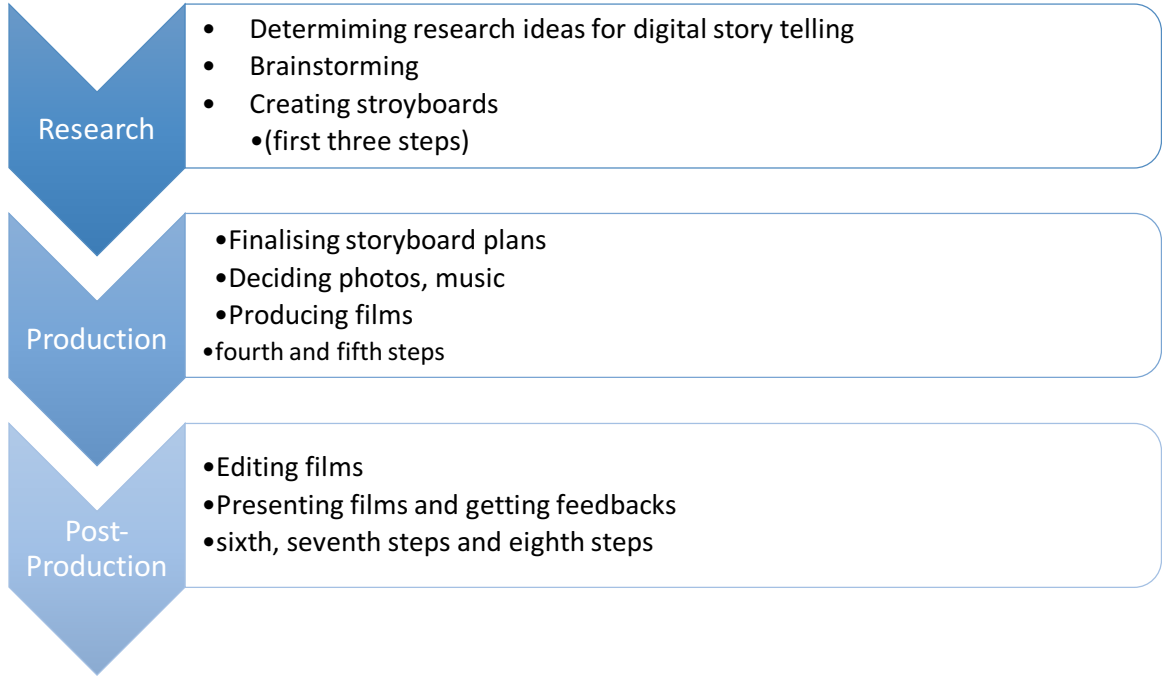 Research
• Determiming research ideas for digital story telling
• Brainstorming
• Creating stroyboards
•(first three steps)
Production
•Finalising storyboard plans
•Deciding photos, music
•Producing films
•fourth and fifth steps
Post-
Production
•Editing films
•Presenting films and getting feedbacks
•sixth, seventh steps and eighth steps